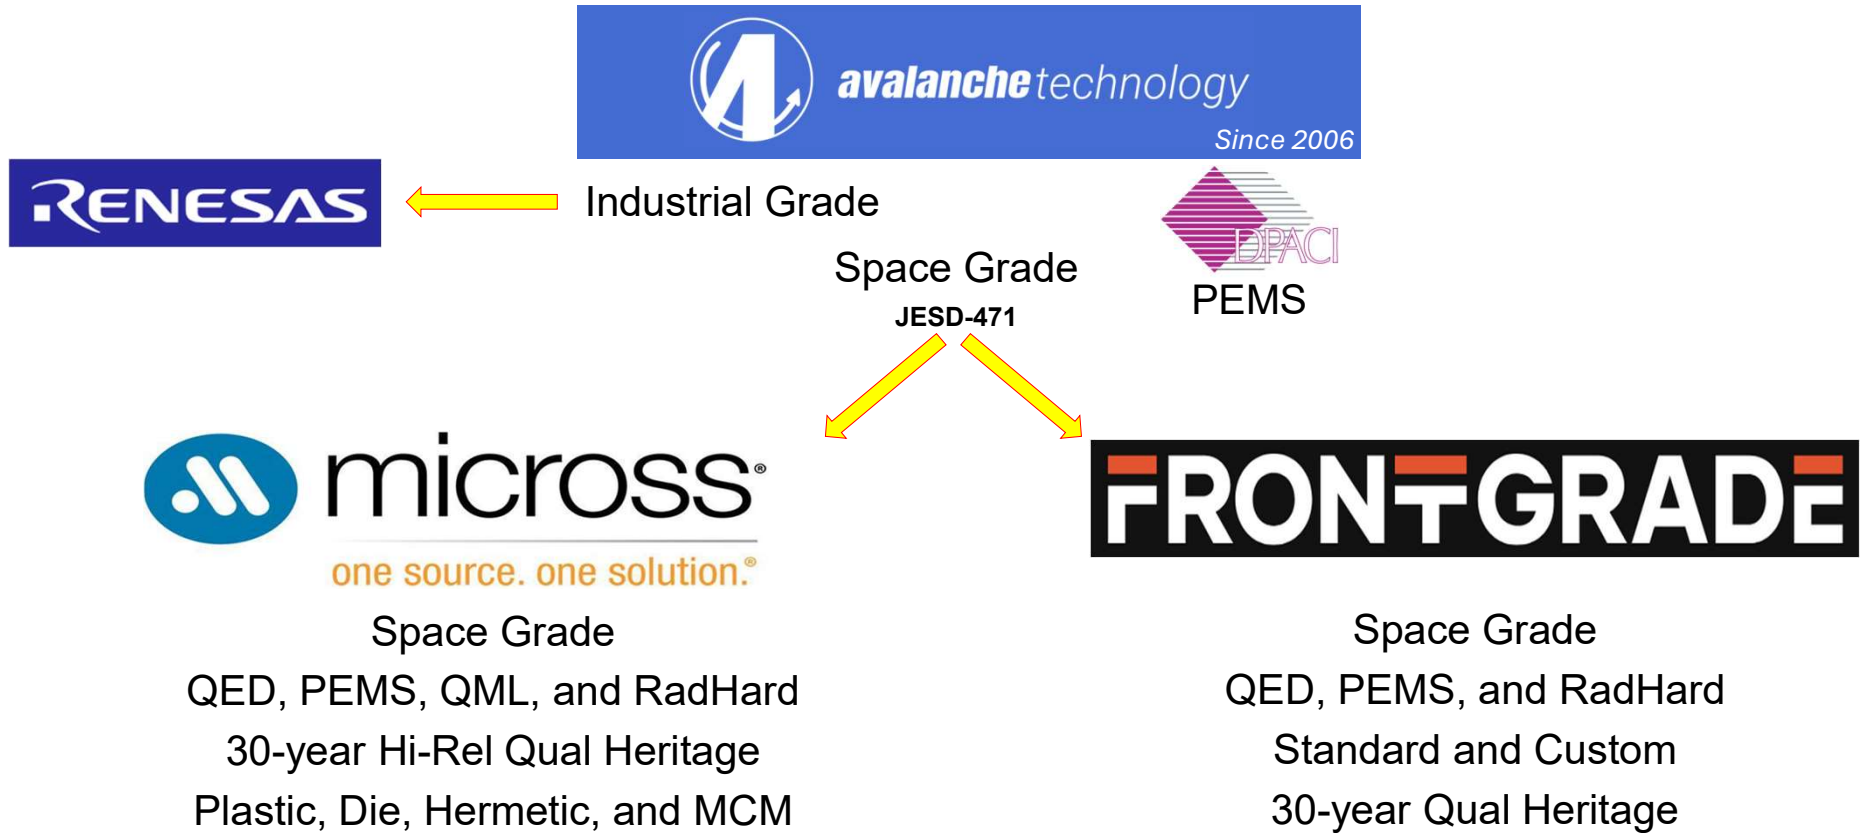 avalanche technology
Since 2006
RENESAS
Industrial Grade
DPACI
Space Grade
PEMS
JESD-471
micross®
one source. one solution.®
FRONTGRADE
Space Grade
QED, PEMS, QML, and RadHard
30-year Hi-Rel Qual Heritage
Plastic, Die, Hermetic, and MCM
Space Grade
QED, PEMS, and RadHard
Standard and Custom
30-year Qual Heritage